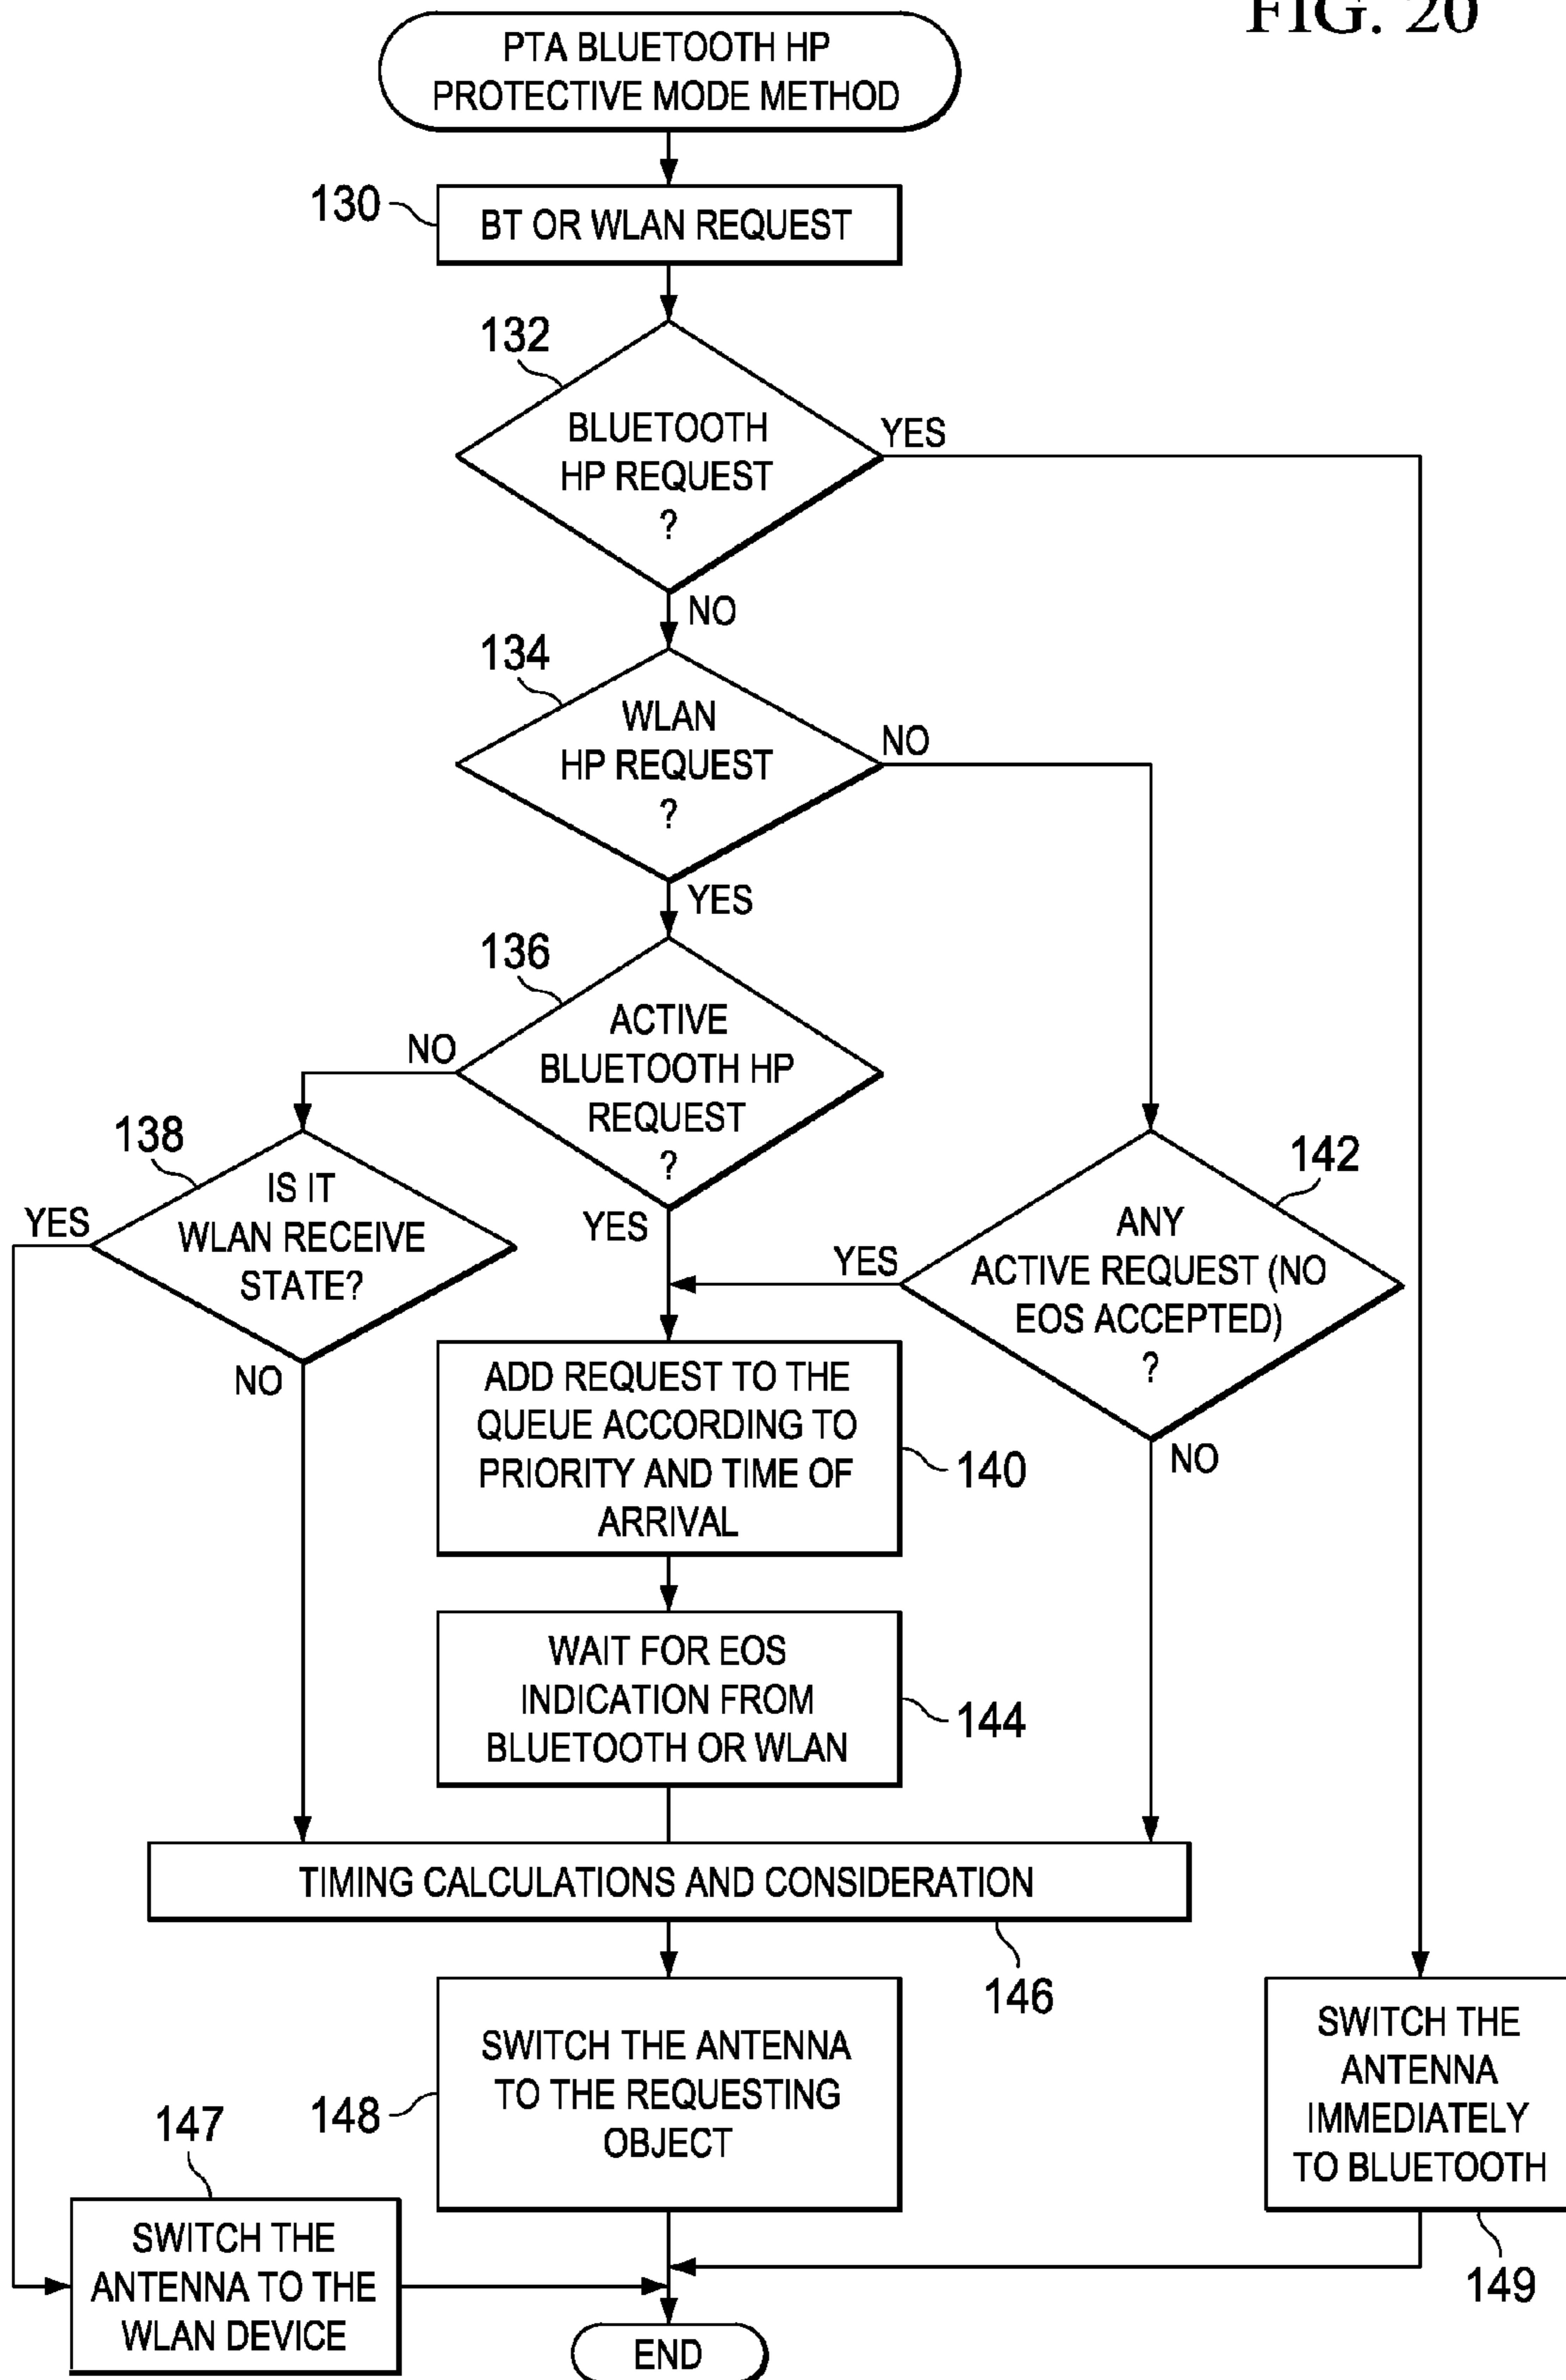 FIG. 20
PTA BLUETOOTH HP
PROTECTIVE MODE METHOD
130
BT OR WLAN REQUEST
132
BLUETOOTH
HP REQUEST
?
YES
NO
134
WLAN
HP REQUEST
?
NO
YES
136
ACTIVE
BLUETOOTH HP
REQUEST
?
NO
YES
138
IS IT
WLAN RECEIVE
STATE?
YES
NO
142
ANY
ACTIVE REQUEST (NO
EOS ACCEPTED)
?
YES
NO
ADD REQUEST TO THE
QUEUE ACCORDING TO
PRIORITY AND TIME OF
ARRIVAL
140
WAIT FOR EOS
INDICATION FROM
BLUETOOTH OR WLAN
144
TIMING CALCULATIONS AND CONSIDERATION
146
148
SWITCH THE ANTENNA
TO THE REQUESTING
OBJECT
SWITCH THE
ANTENNA
IMMEDIATELY
TO BLUETOOTH
149
147
SWITCH THE
ANTENNA TO THE
WLAN DEVICE
END